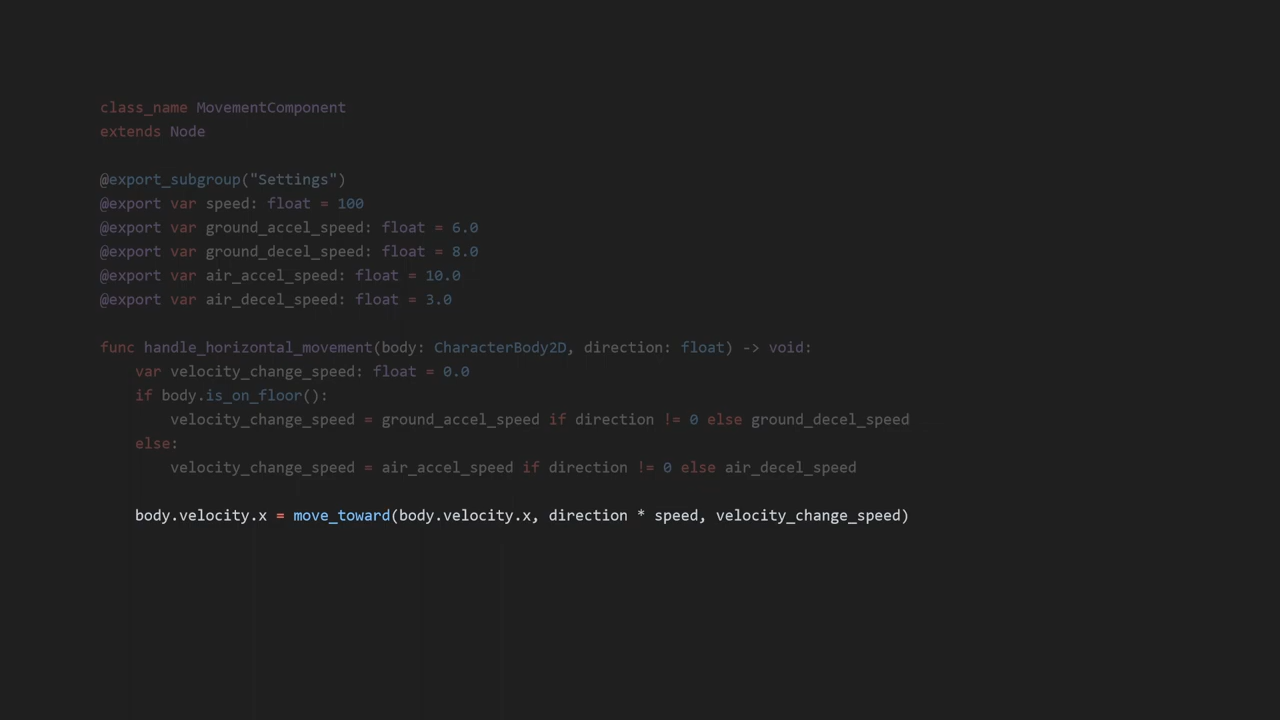 class_name MovementComponent
extends Node
@export_subgroup("Settings")
@export var speed: float = 100
@export var ground_accel_speed: float = 6.0
@export var ground_decel_speed: float = 8.0
@export var air_accel_speed: float = 10.0
@export var air_decel_speed: float = 3.0
func handle_horizontal_movement(body: CharacterBody2D, direction: float) -> void:
var velocity_change_speed: float = 0.0
if body.is_on_floor():
velocity_change_speed = ground_accel_speed if direction != 0 else ground_decel_speed
else:
velocity_change_speed = air_accel_speed if direction != 0 else air_decel_speed
body.velocity.x = move_toward(body.velocity.x, direction * speed, velocity_change_speed)